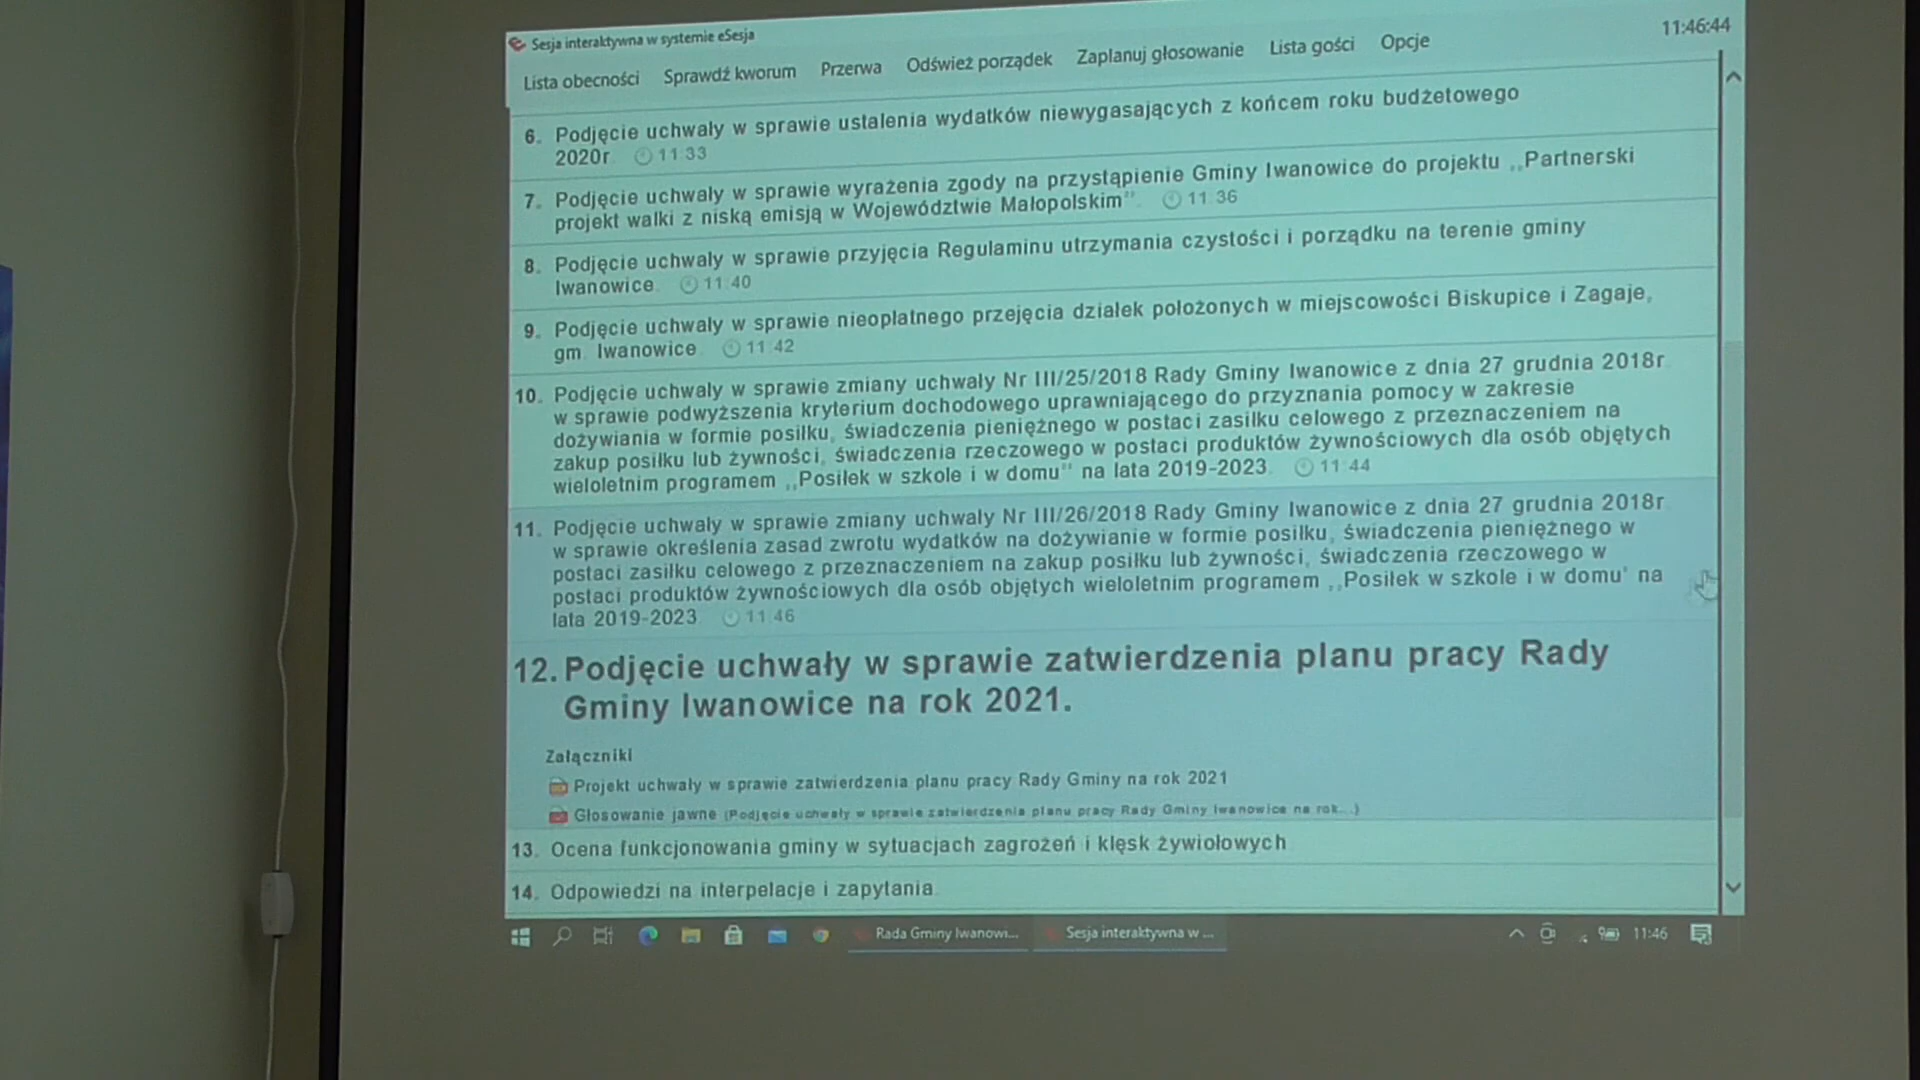 Sesja interaktywna w systemie eSesja
11:46:44
Lista obecności Sprawdź kworum Przerwa Odśwież porządek Zaplanuj głosowanie Lista gości Opcje
6. Podjęcie uchwały w sprawie ustalenia wydatków niewygasających z końcem roku budżetowego
2020r. 11:33
7. Podjęcie uchwały w sprawie wyrażenia zgody na przystąpienie Gminy Iwanowice do projektu ,,Partnerski
projekt walki z niską emisją w Województwie Małopolskim". 11:36
8. Podjęcie uchwały w sprawie przyjęcia Regulaminu utrzymania czystości i porządku na terenie gminy
Iwanowice. 11:40
9. Podjęcie uchwały w sprawie nieopłatnego przejęcia działek położonych w miejscowości Biskupice i Zagaje,
gm. Iwanowice. 11:42
10. Podjęcie uchwały w sprawie zmiany uchwały Nr III/25/2018 Rady Gminy Iwanowice z dnia 27 grudnia 2018r.
w sprawie podwyższenia kryterium dochodowego uprawniającego do przyznania pomocy w zakresie
dożywiania w formie posiłku, świadczenia pieniężnego w postaci zasiłku celowego z przeznaczeniem na
zakup posiłku lub żywności, świadczenia rzeczowego w postaci produktów żywnościowych dla osób objętych
wieloletnim programem ,,Posiłek w szkole i w domu" na lata 2019-2023. 11:44
11. Podjęcie uchwały w sprawie zmiany uchwały Nr III/26/2018 Rady Gminy Iwanowice z dnia 27 grudnia 2018r.
w sprawie określenia zasad zwrotu wydatków na dożywianie w formie posiłku, świadczenia pieniężnego w
postaci zasiłku celowego z przeznaczeniem na zakup posiłku lub żywności, świadczenia rzeczowego w
postaci produktów żywnościowych dla osób objętych wieloletnim programem ,,Posiłek w szkole i w domu" na
lata 2019-2023. 11:46
12. Podjęcie uchwały w sprawie zatwierdzenia planu pracy Rady
Gminy Iwanowice na rok 2021.
Załączniki
Projekt uchwały w sprawie zatwierdzenia planu pracy Rady Gminy na rok 2021
Głosowanie jawne (Podjęcie uchwały w sprawie zatwierdzenia planu pracy Rady Gminy Iwanowice na rok...)
13. Ocena funkcjonowania gminy w sytuacjach zagrożeń i klęsk żywiołowych
14. Odpowiedzi na interpelacje i zapytania.
Rada Gminy Iwanowi... Sesja interaktywna w ... 11:46